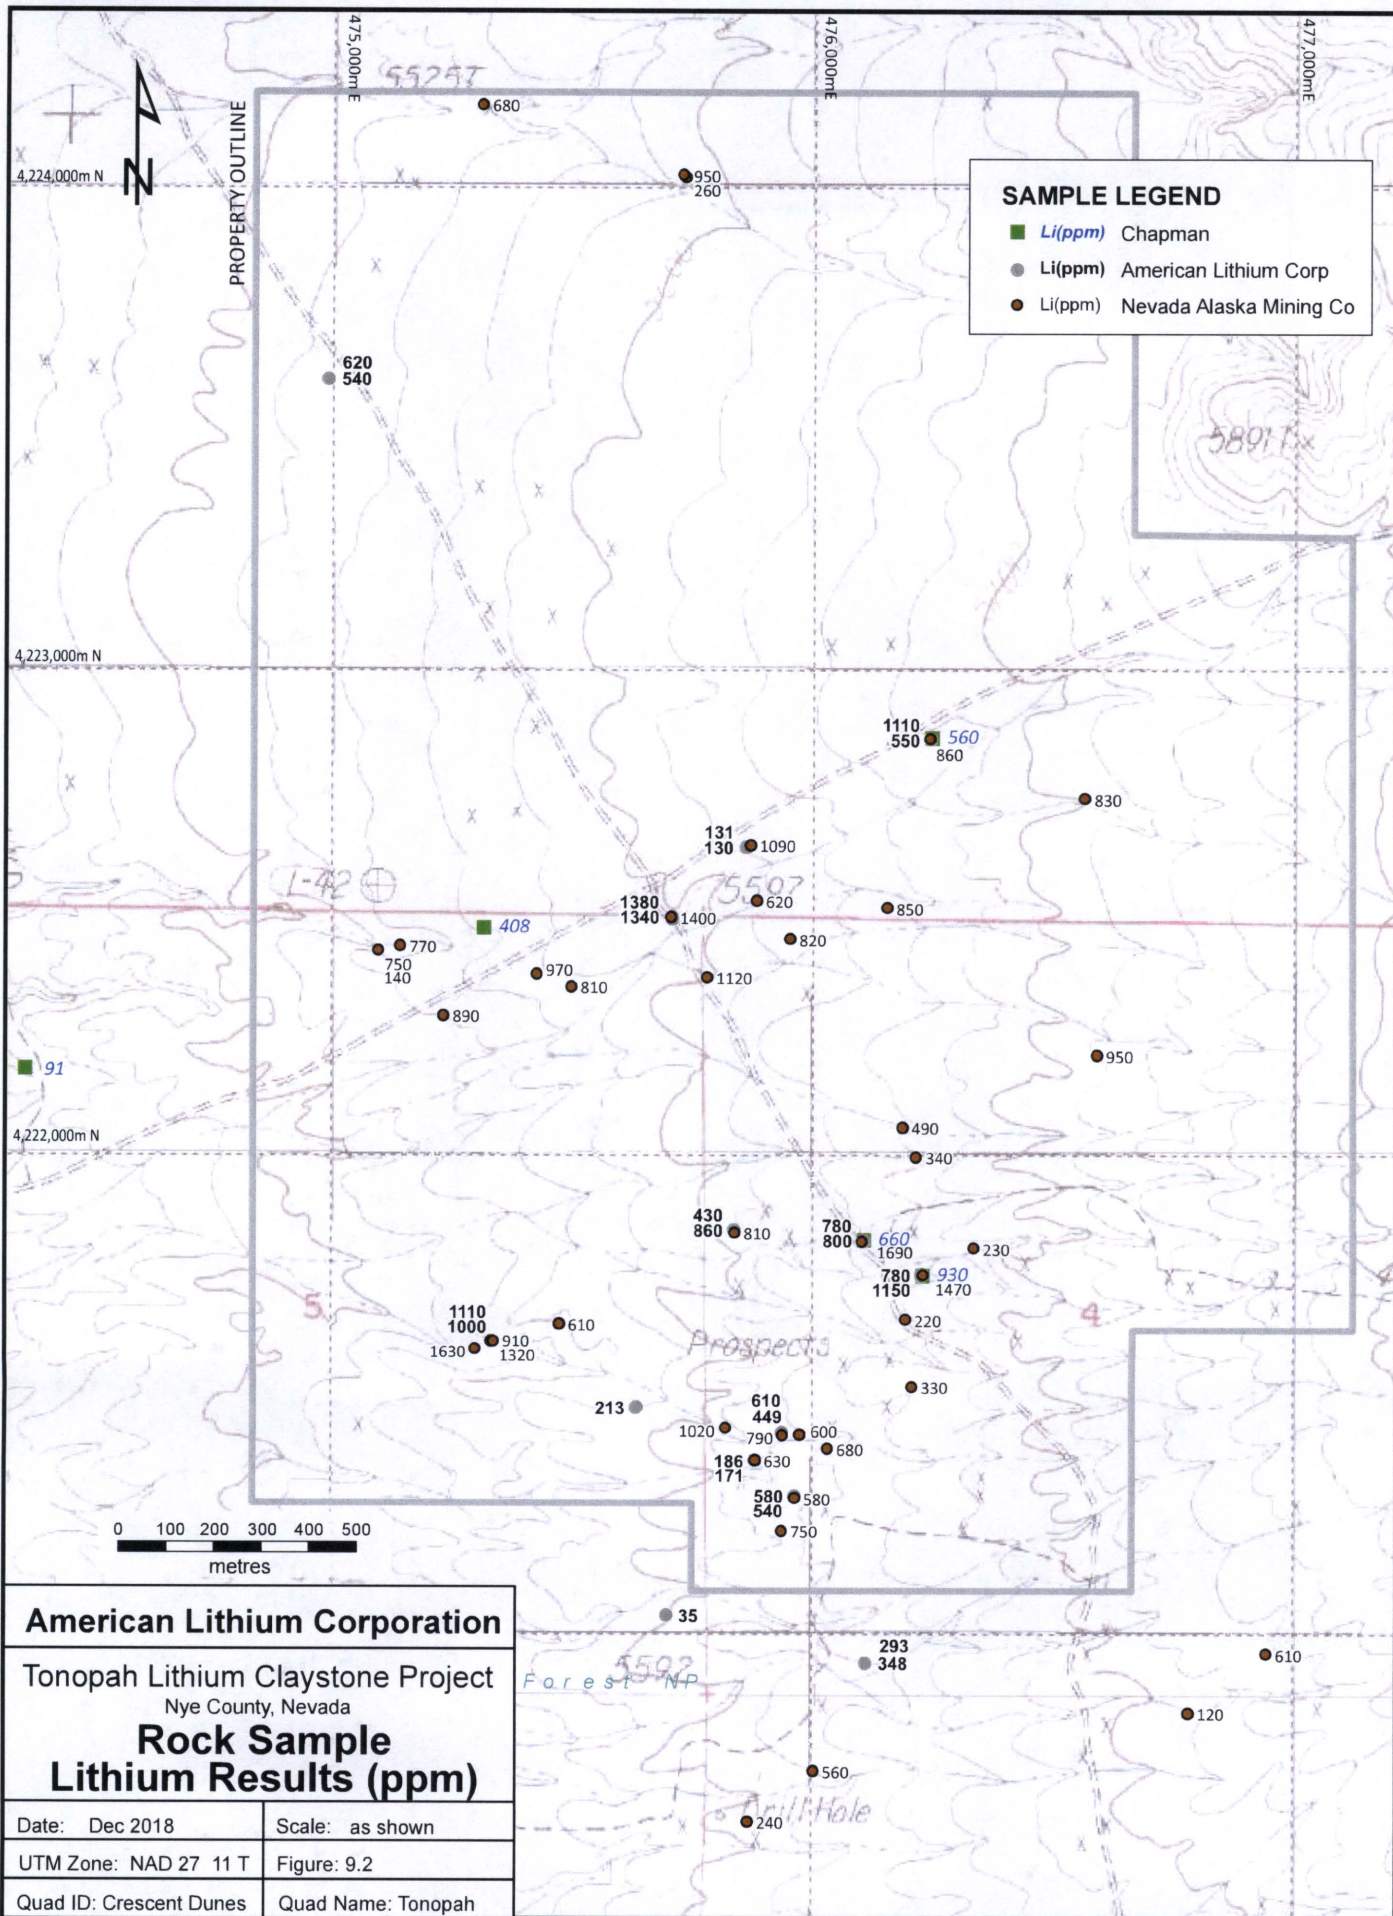 475,000m E
476,000mE
477,000mE
5525T
680
PROPERTY OUTLINE
4,224,000m N
N
950
260
SAMPLE LEGEND
Li(ppm) Chapman
Li(ppm) American Lithium Corp
Li(ppm) Nevada Alaska Mining Co
620
540
5891T
4,223,000m N
1110
550 560
860
830
131
130 1090
L-42
5597
620
850
1380
1340 1400
408
820
770
750
140
970
810
1120
890
950
91
4,222,000m N
490
340
430
860 810
780
800 660
1690
230
780 930
1150 1470
220
5
4
1110
1000 910
1630 1320
610
Prospects
330
213
610
449
1020 790 600
680
186 630
171
580 580
540
750
0 100 200 300 400 500
metres
35
293
348
610
5592
Forest NP
120
560
Drill Hole
240
American Lithium Corporation
Tonopah Lithium Claystone Project
Nye County, Nevada
Rock Sample
Lithium Results (ppm)
Date: Dec 2018 Scale: as shown
UTM Zone: NAD 27 11 T Figure: 9.2
Quad ID: Crescent Dunes Quad Name: Tonopah